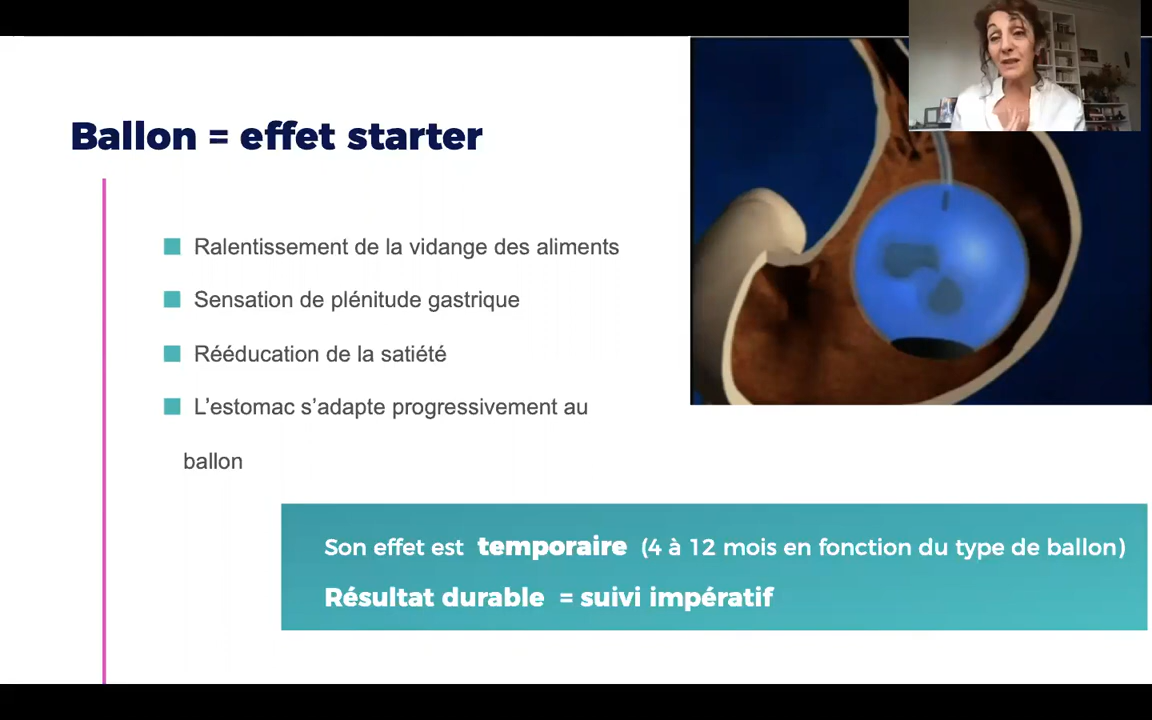 Ballon = effet starter
Ralentissement de la vidange des aliments
Sensation de plénitude gastrique
Rééducation de la satiété
L’estomac s’adapte progressivement au
ballon
Son effet est temporaire (4 à 12 mois en fonction du type de ballon)
Résultat durable = suivi impératif